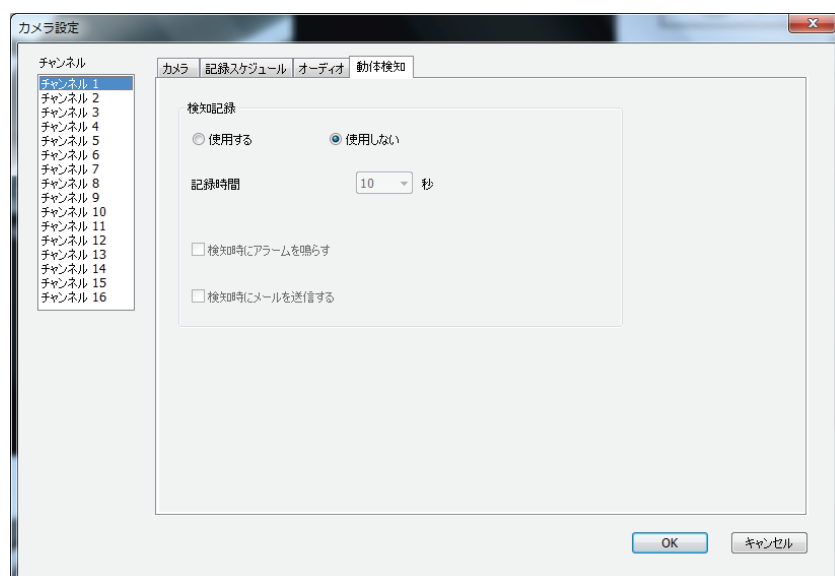 カメラ設定
チャンネル
チャンネル 1
チャンネル 2
チャンネル 3
チャンネル 4
チャンネル 5
チャンネル 6
チャンネル 7
チャンネル 8
チャンネル 9
チャンネル 10
チャンネル 11
チャンネル 12
チャンネル 13
チャンネル 14
チャンネル 15
チャンネル 16
カメラ 記録スケジュール オーディオ 動体検知
検知記録
使用する 使用しない
記録時間 10 秒
検知時にアラームを鳴らす
検知時にメールを送信する
OK キャンセル